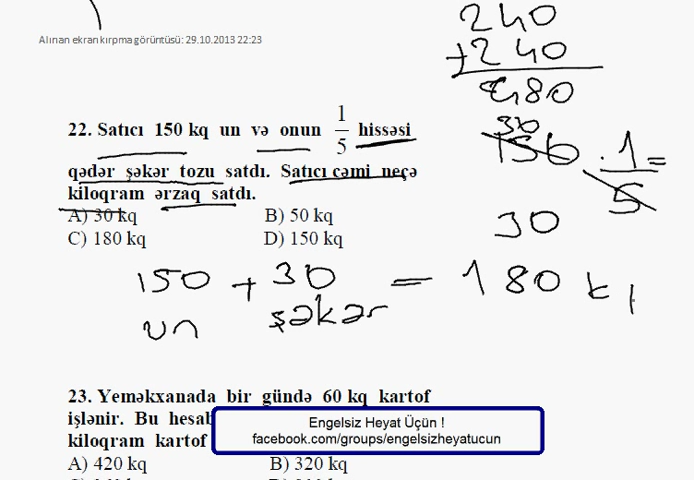 240
+240
480
Alınan ekran kırpma görüntüsü: 29.10.2013 22:23
22. Satıcı 150 kq un və onun 1/5 hissəsi
qədər şəkər tozu satdı. Satıcı cəmi neçə
kiloqram ərzaq satdı.
A) 30 kq B) 50 kq
C) 180 kq D) 150 kq
30
150 · 1/5 =
30
150 + 30 = 180
un şəkər
23. Yeməkxanada bir gündə 60 kq kartof
işlənir. Bu
kiloqram kartof
Engelsiz Heyat Üçün !
facebook.com/groups/engelsizheyatucun
A) 420 kq B) 320 kq